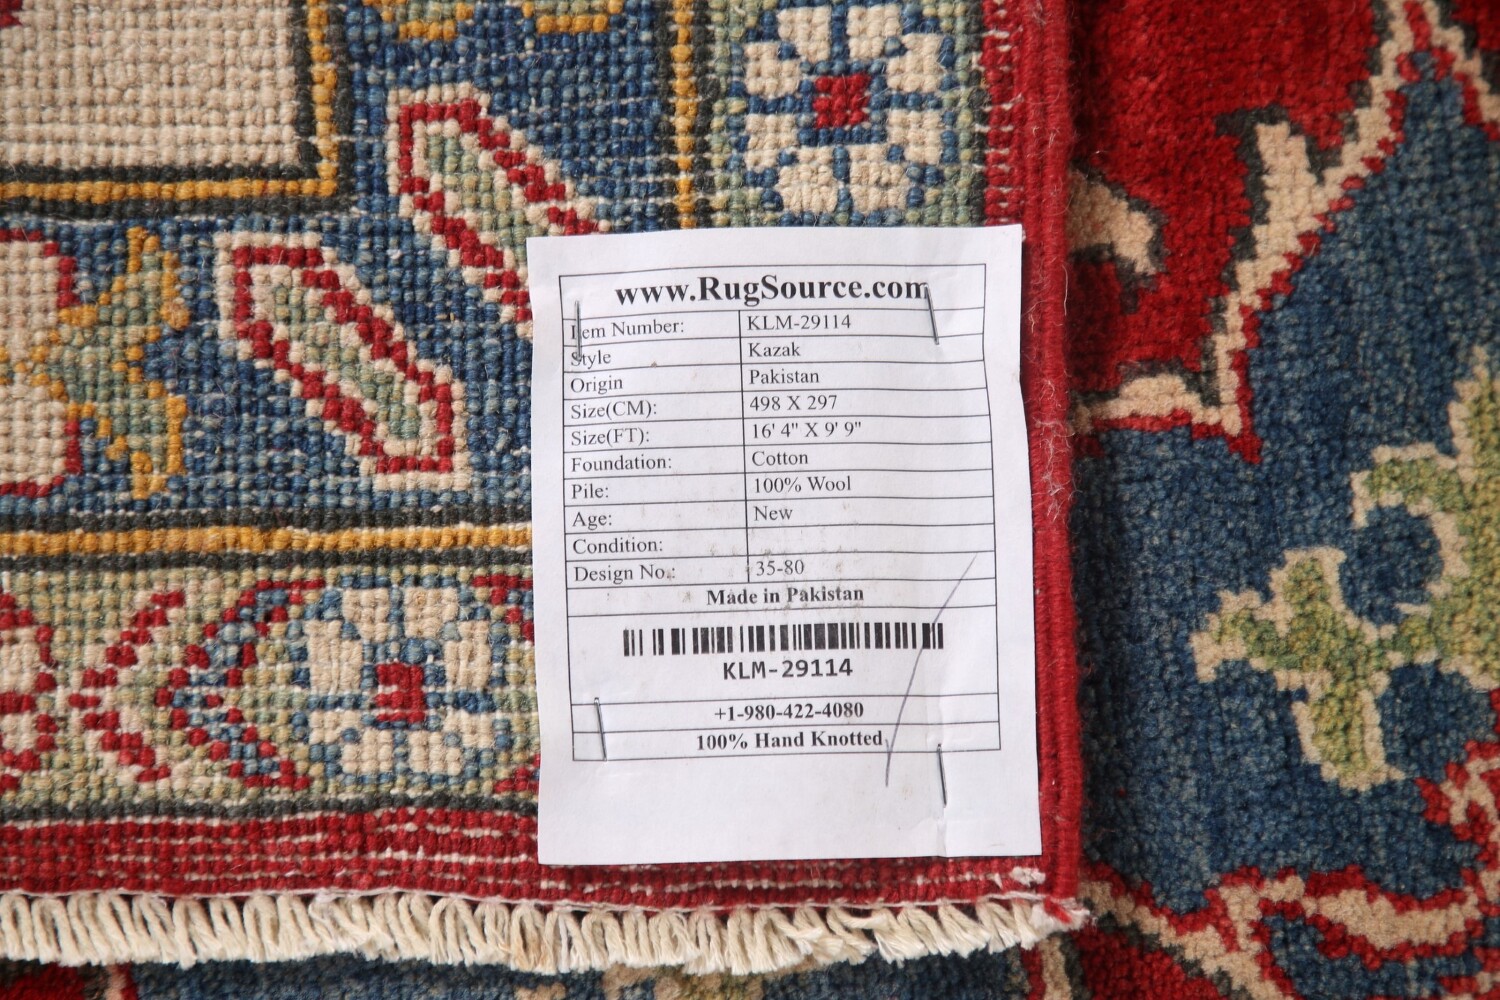 www.RugSource.com
Item Number: KLM-29114
Style Kazak
Origin Pakistan
Size(CM): 498 X 297
Size(FT): 16' 4" X 9' 9"
Foundation: Cotton
Pile: 100% Wool
Age: New
Condition:
Design No.: 35-80
Made in Pakistan
KLM-29114
+1-980-422-4080
100% Hand Knotted